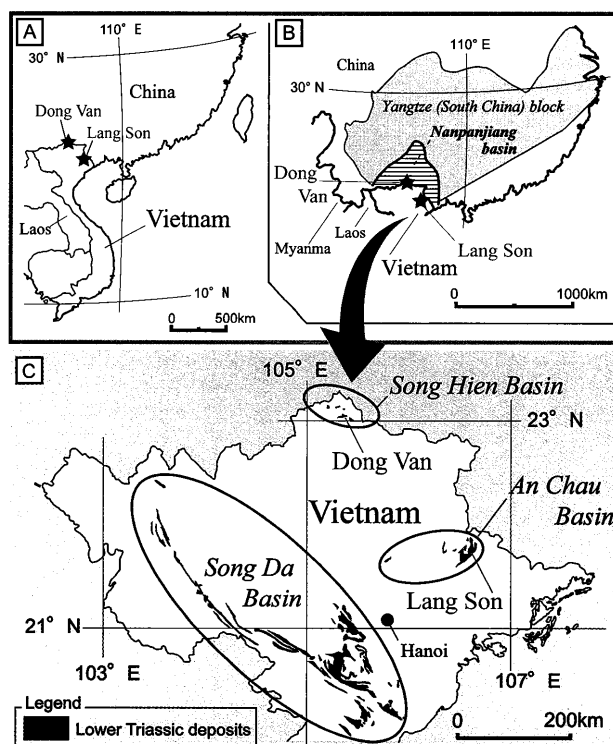 A
110° E
30° N
China
Dong Van
Lang Son
Laos
Vietnam
10° N
0 500km
B
110° E
China
30° N
Yangtze (South China) block
Nanpanjiang
basin
Dong
Van
Laos
Myanma
Lang Son
Vietnam
0 1000km
C
105° E
Song Hien Basin
23° N
Dong Van
An Chau
Basin
Vietnam
Song Da
Basin
Lang Son
21° N
Hanoi
103°
E
107°
E
Legend
Lower Triassic deposits
0 200km